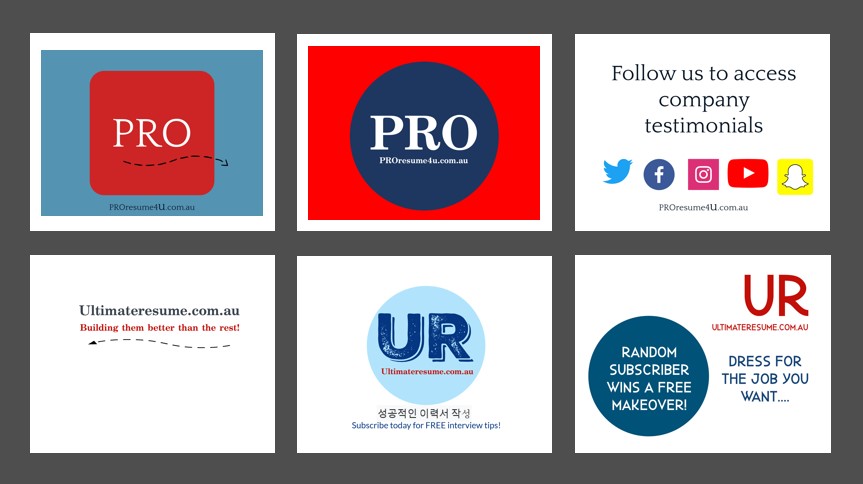 PRO
PROresume4U.com.au
PRO
PROresume4u.com.au
Follow us to access
company
testimonials
PROresume4U.com.au
Ultimateresume.com.au
Building them better than the rest!
UR
Ultimateresume.com.au
성공적인 이력서 작성
Subscribe today for FREE interview tips!
UR
ULTIMATERESUME.COM.AU
RANDOM
SUBSCRIBER
WINS A FREE
MAKEOVER!
DRESS FOR
THE JOB YOU
WANT....